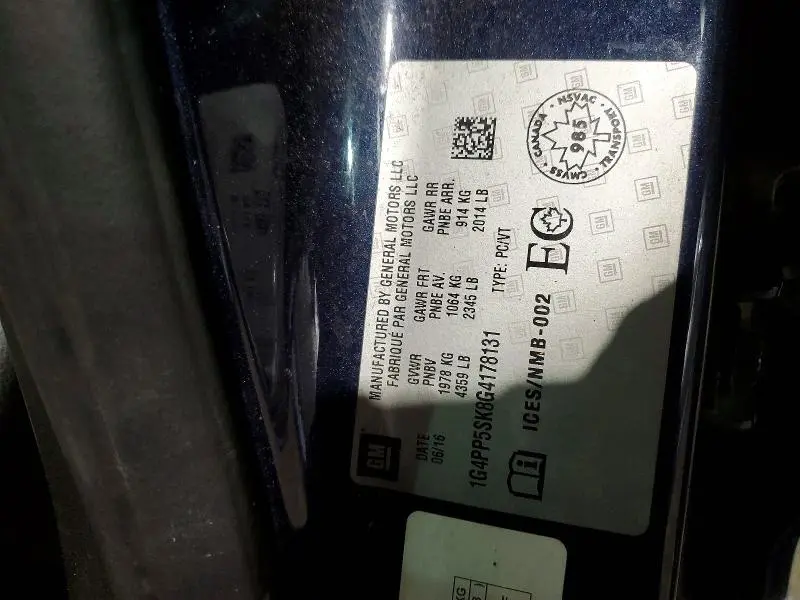 GM
MANUFACTURED BY GENERAL MOTORS LLC
FABRIQUE PAR GENERAL MOTORS LLC
DATE
06/16
GVWR
PNBV
1978 KG
4359 LB
GAWR FRT
PNBE AV.
1064 KG
2345 LB
GAWR RR
PNBE ARR.
914 KG
2014 LB
1G4PP5SK8G4178131
TYPE: PC/VT
ICES/NMB-002
EC
CANADA · NSVAC · TRANSPORT · CMVSS
985
KG